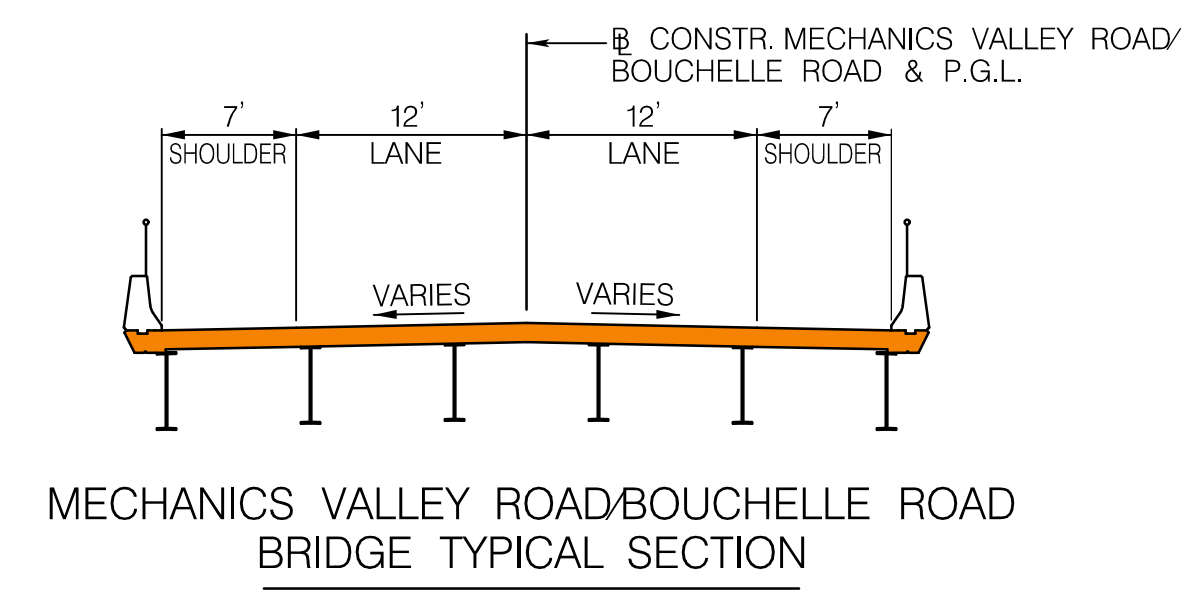 ℄ CONSTR. MECHANICS VALLEY ROAD/
BOUCHELLE ROAD & P.G.L.
7' 12' 12' 7'
SHOULDER LANE LANE SHOULDER
VARIES VARIES
MECHANICS VALLEY ROAD/BOUCHELLE ROAD
BRIDGE TYPICAL SECTION